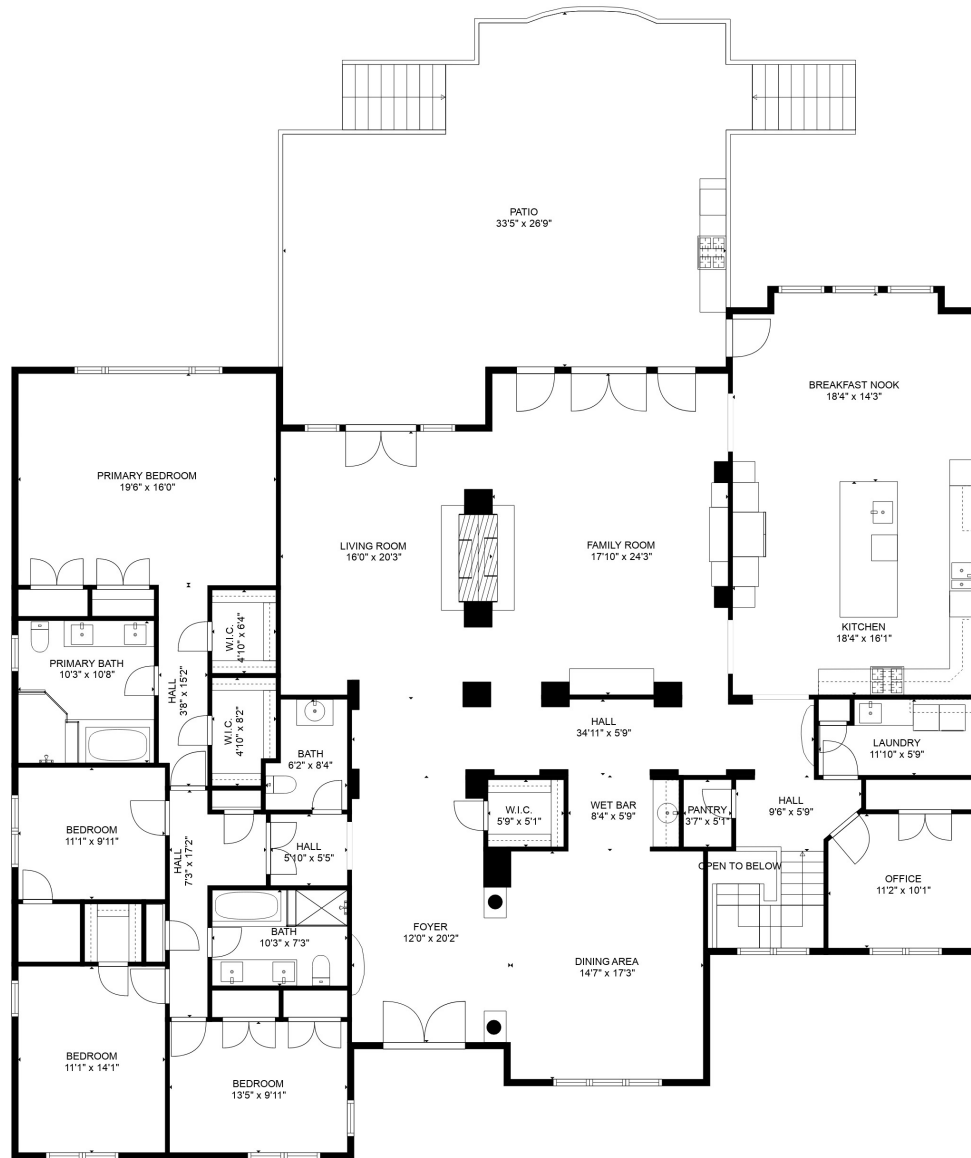 PATIO
33'5" x 26'9"
BREAKFAST NOOK
18'4" x 14'3"
PRIMARY BEDROOM
19'6" x 16'0"
LIVING ROOM
16'0" x 20'3"
FAMILY ROOM
17'10" x 24'3"
KITCHEN
18'4" x 16'1"
W.I.C.
4'10" x 6'4"
PRIMARY BATH
10'3" x 10'8"
HALL
3'8" x 15'2"
W.I.C.
4'10" x 8'2"
BATH
6'2" x 8'4"
HALL
34'11" x 5'9"
LAUNDRY
11'10" x 5'9"
W.I.C.
5'9" x 5'1"
WET BAR
8'4" x 5'9"
PANTRY
3'7" x 5'1"
HALL
9'6" x 5'9"
BEDROOM
11'1" x 9'11"
HALL
7'3" x 17'2"
HALL
5'10" x 5'5"
OPEN TO BELOW
OFFICE
11'2" x 10'1"
BATH
10'3" x 7'3"
FOYER
12'0" x 20'2"
DINING AREA
14'7" x 17'3"
BEDROOM
11'1" x 14'1"
BEDROOM
13'5" x 9'11"